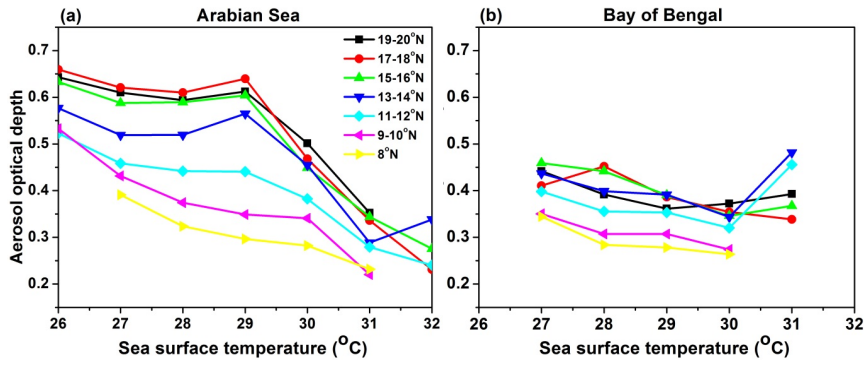 (a) Arabian Sea
(b) Bay of Bengal
19-20°N
17-18°N
15-16°N
13-14°N
11-12°N
9-10°N
8°N
Aerosol optical depth
0.7
0.6
0.5
0.4
0.3
0.2
26 27 28 29 30 31 32
Sea surface temperature (°C)
0.7
0.6
0.5
0.4
0.3
0.2
26 27 28 29 30 31 32
Sea surface temperature (°C)